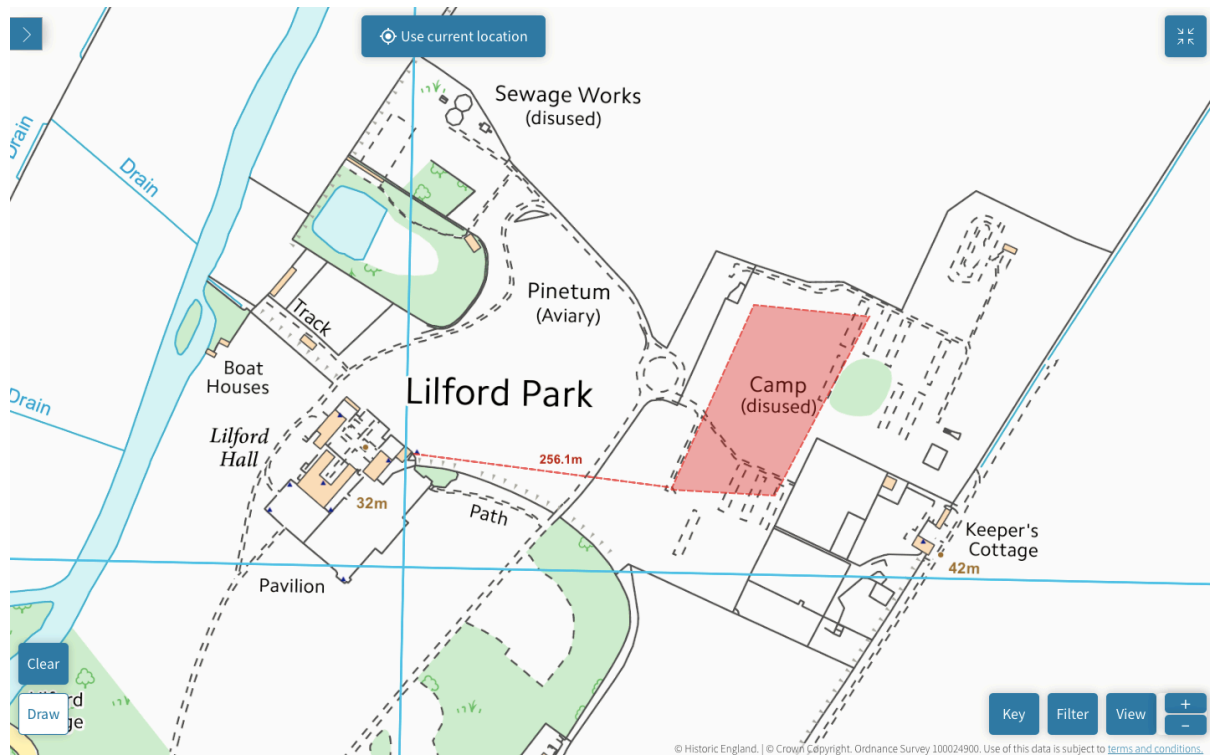 Use current location
Sewage Works
(disused)
Drain
Drain
Pinetum
(Aviary)
Track
Boat
Houses
Lilford Park
Camp
(disused)
Drain
Lilford
Hall
256.1m
32m
Path
Keeper's
Cottage
42m
Pavilion
Clear
Draw
Key
Filter
View
+
−
© Historic England. | © Crown Copyright. Ordnance Survey 100024900. Use of this data is subject to terms and conditions.